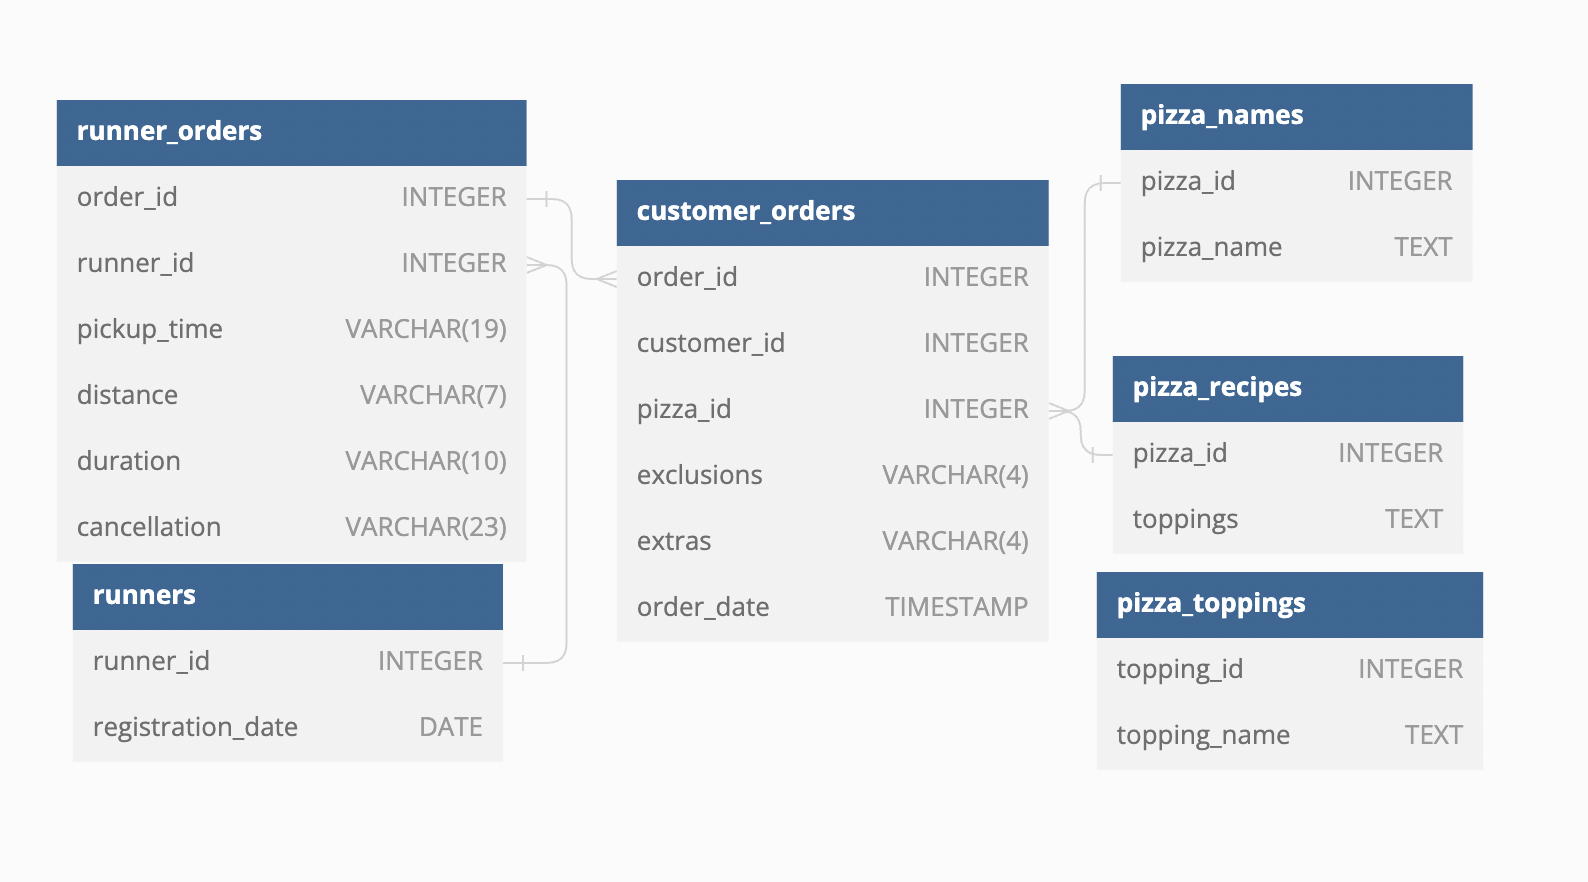 runner_orders
order_id INTEGER
runner_id INTEGER
pickup_time VARCHAR(19)
distance VARCHAR(7)
duration VARCHAR(10)
cancellation VARCHAR(23)
runners
runner_id INTEGER
registration_date DATE
customer_orders
order_id INTEGER
customer_id INTEGER
pizza_id INTEGER
exclusions VARCHAR(4)
extras VARCHAR(4)
order_date TIMESTAMP
pizza_names
pizza_id INTEGER
pizza_name TEXT
pizza_recipes
pizza_id INTEGER
toppings TEXT
pizza_toppings
topping_id INTEGER
topping_name TEXT